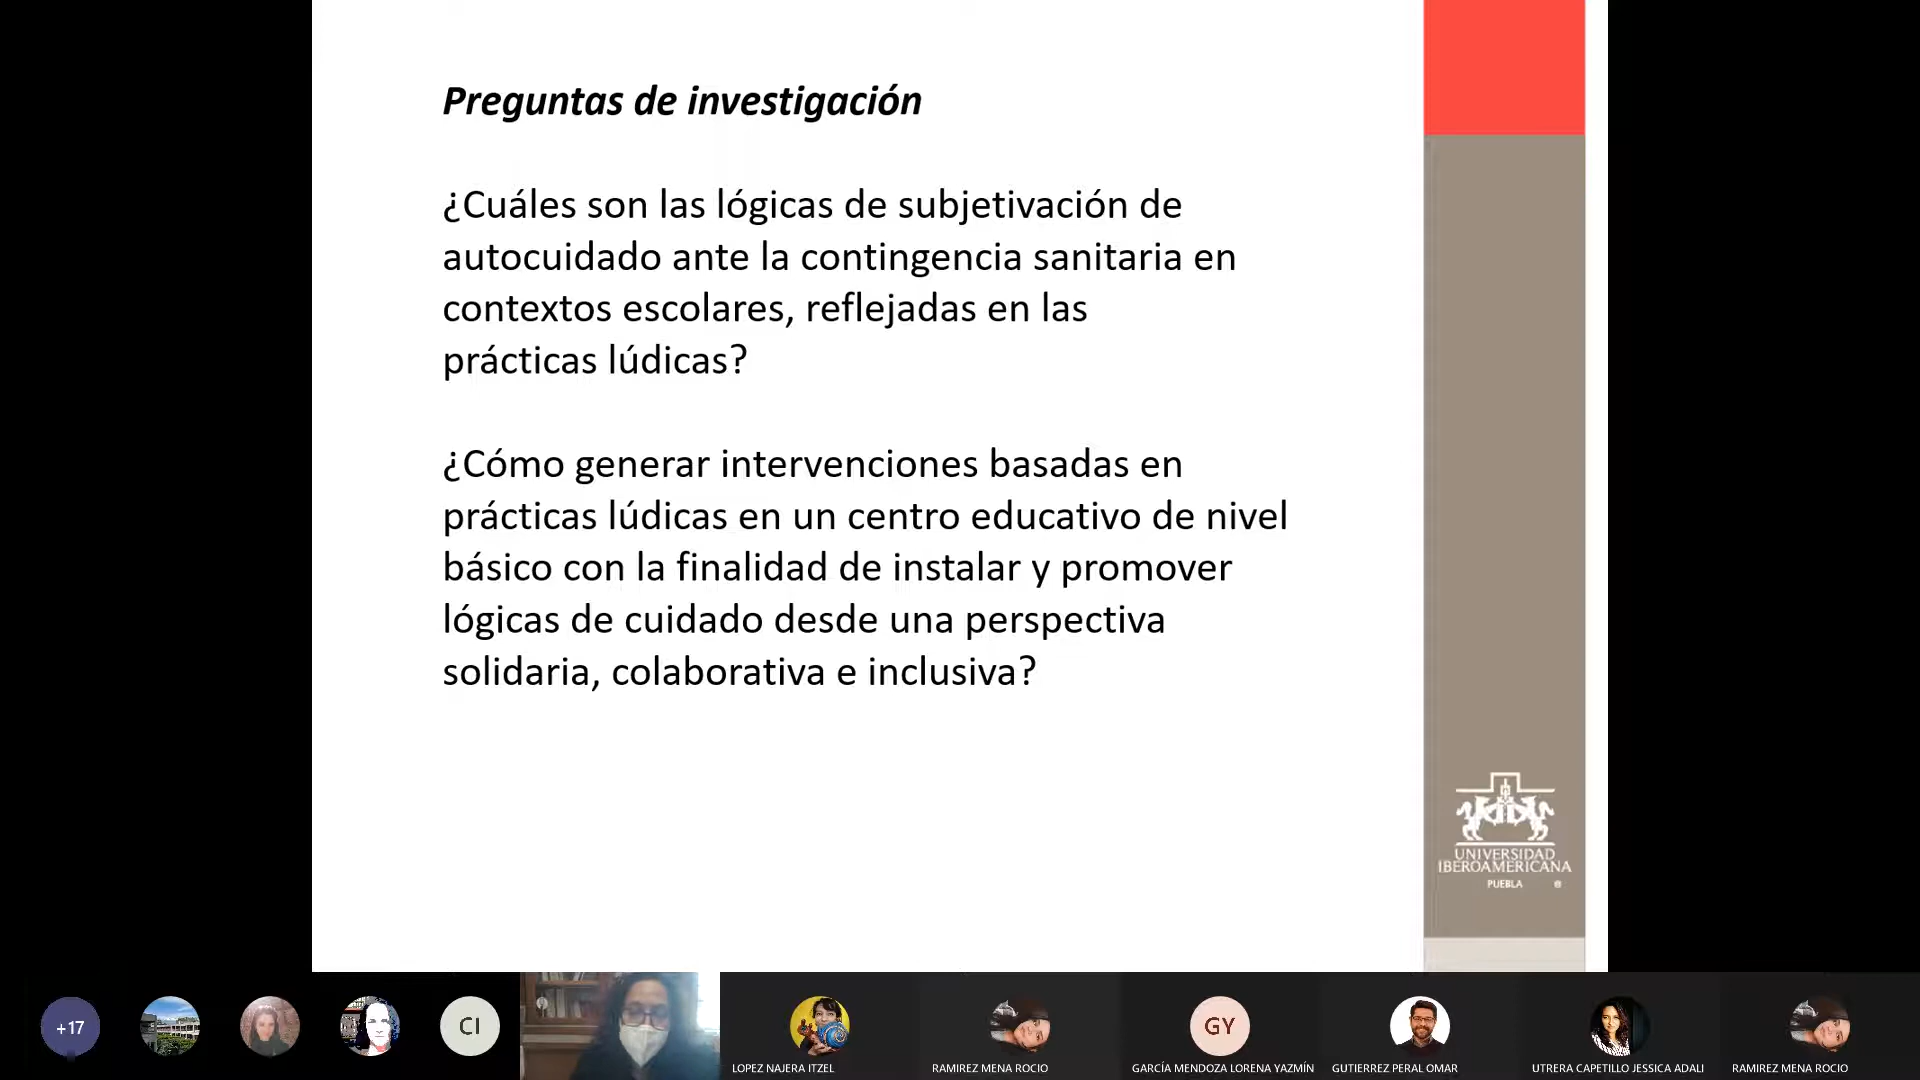 Preguntas de investigación
¿Cuáles son las lógicas de subjetivación de
autocuidado ante la contingencia sanitaria en
contextos escolares, reflejadas en las
prácticas lúdicas?
¿Cómo generar intervenciones basadas en
prácticas lúdicas en un centro educativo de nivel
básico con la finalidad de instalar y promover
lógicas de cuidado desde una perspectiva
solidaria, colaborativa e inclusiva?
UNIVERSIDAD
IBEROAMERICANA
PUEBLA ®
+17
CI
GY
LOPEZ NAJERA ITZEL
RAMIREZ MENA ROCIO
GARCÍA MENDOZA LORENA YAZMÍN
GUTIERREZ PERAL OMAR
UTRERA CAPETILLO JESSICA ADALI
RAMIREZ MENA ROCIO